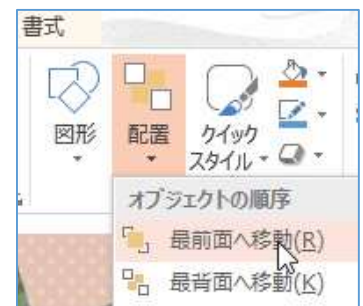 書式
図形
配置
クイック
スタイル
オブジェクトの順序
最前面へ移動(R)
最背面へ移動(K)